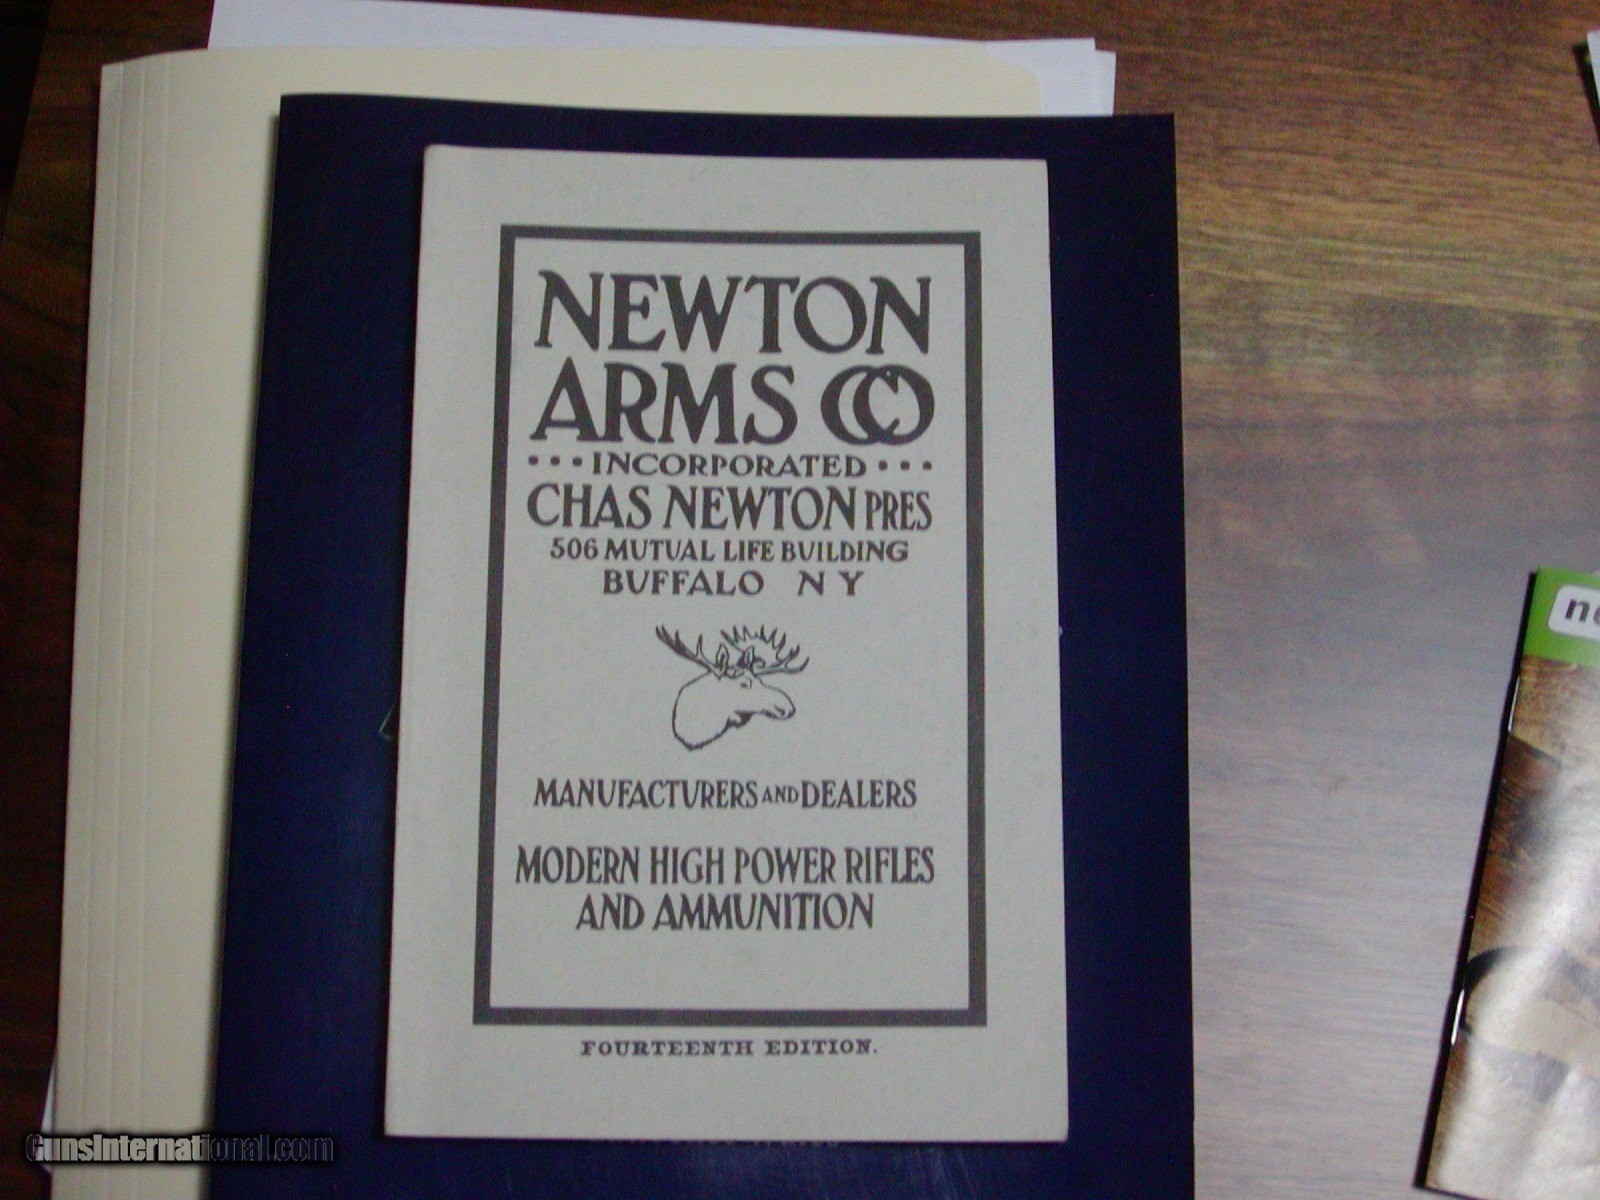 NEWTON
ARMS CO
INCORPORATED
CHAS NEWTON PRES
506 MUTUAL LIFE BUILDING
BUFFALO N Y
MANUFACTURERS AND DEALERS
MODERN HIGH POWER RIFLES
AND AMMUNITION
FOURTEENTH EDITION.
GunsInternational.com